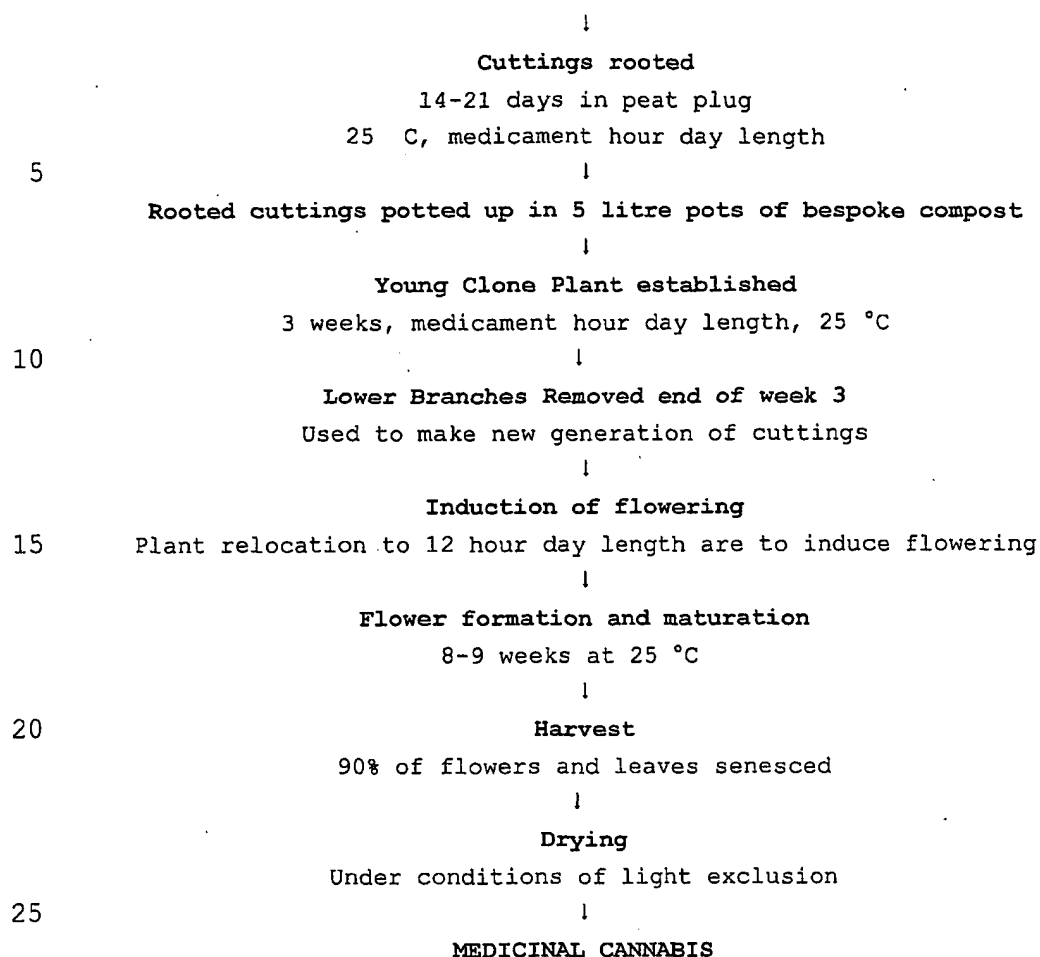 ↓
Cuttings rooted
14-21 days in peat plug
25 C, medicament hour day length
5 ↓
Rooted cuttings potted up in 5 litre pots of bespoke compost
↓
Young Clone Plant established
3 weeks, medicament hour day length, 25 °C
10 ↓
Lower Branches Removed end of week 3
Used to make new generation of cuttings
↓
Induction of flowering
15 Plant relocation to 12 hour day length are to induce flowering
↓
Flower formation and maturation
8-9 weeks at 25 °C
↓
20 Harvest
90% of flowers and leaves senesced
↓
Drying
Under conditions of light exclusion
25 ↓
MEDICINAL CANNABIS